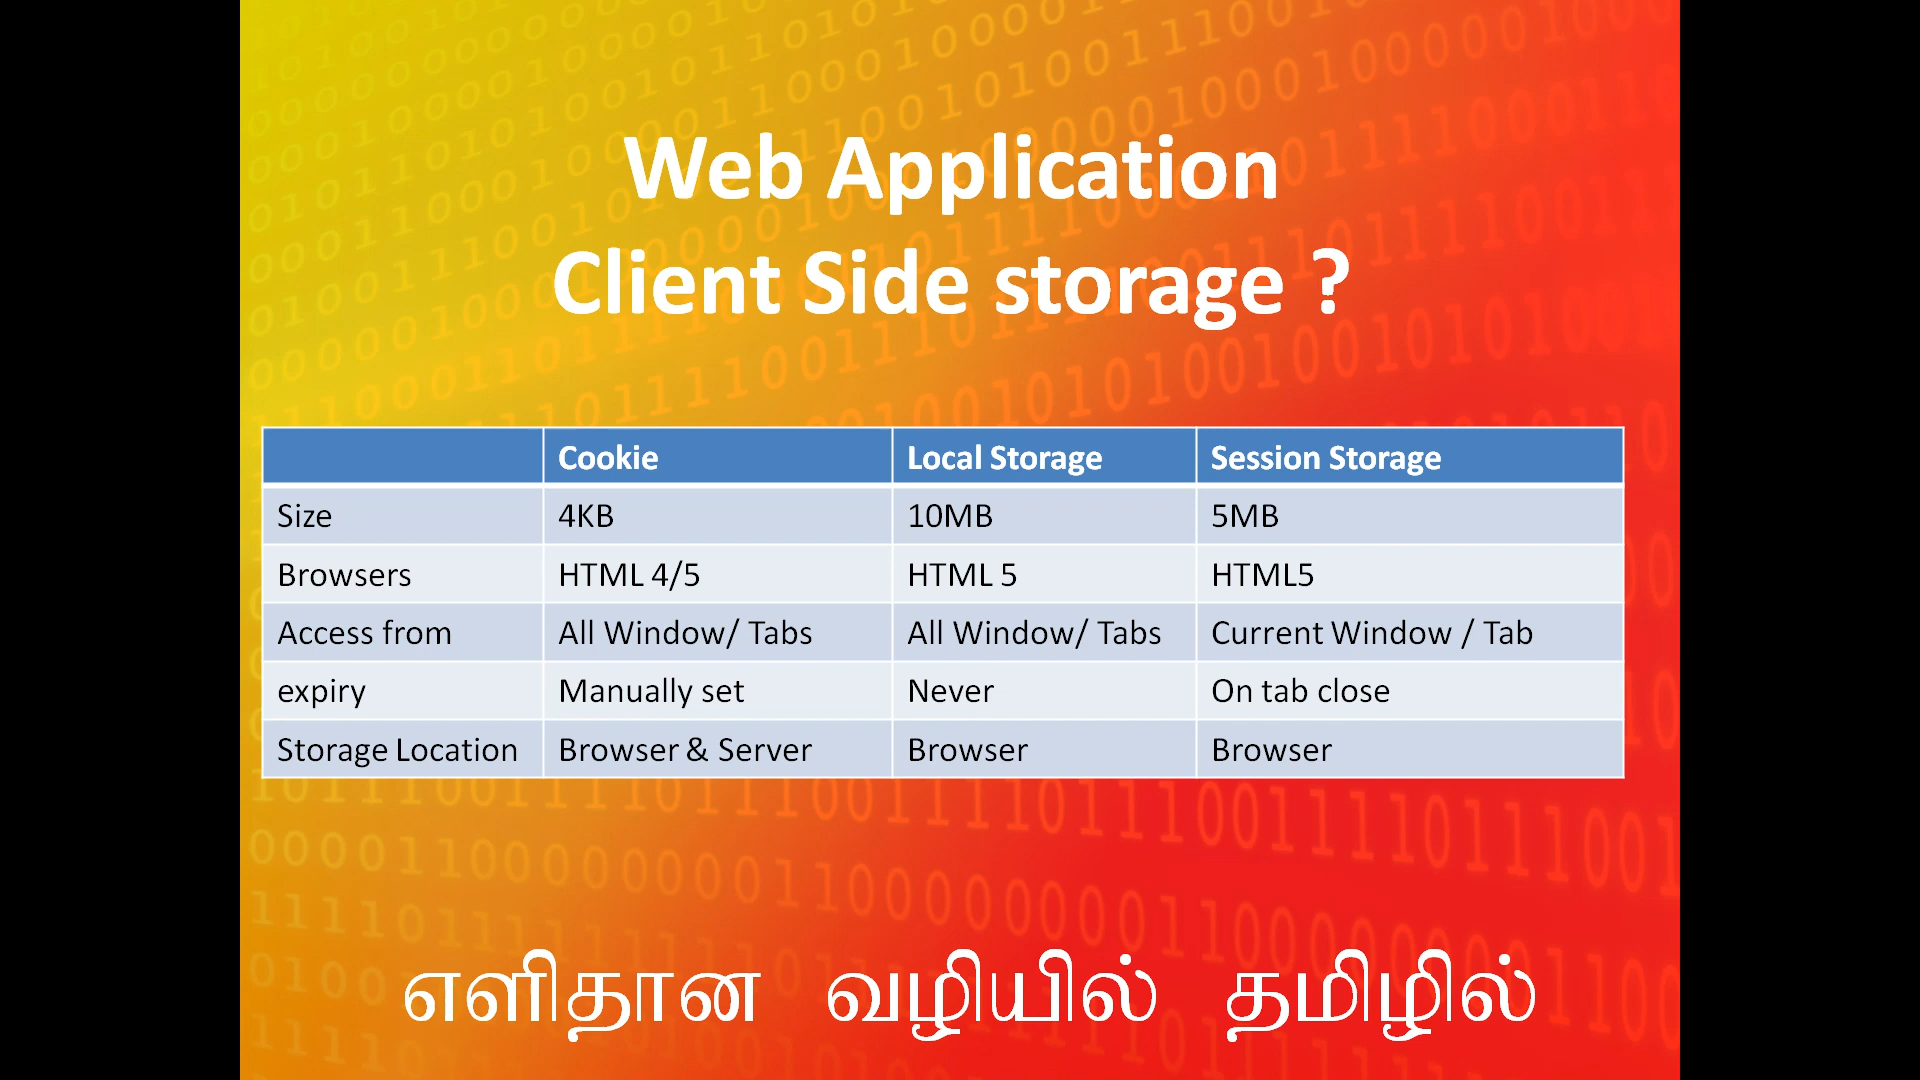 Web Application
Client Side storage ?
Cookie Local Storage Session Storage
Size 4KB 10MB 5MB
Browsers HTML 4/5 HTML 5 HTML5
Access from All Window/ Tabs All Window/ Tabs Current Window / Tab
expiry Manually set Never On tab close
Storage Location Browser & Server Browser Browser
எளிதான வழியில் தமிழில்